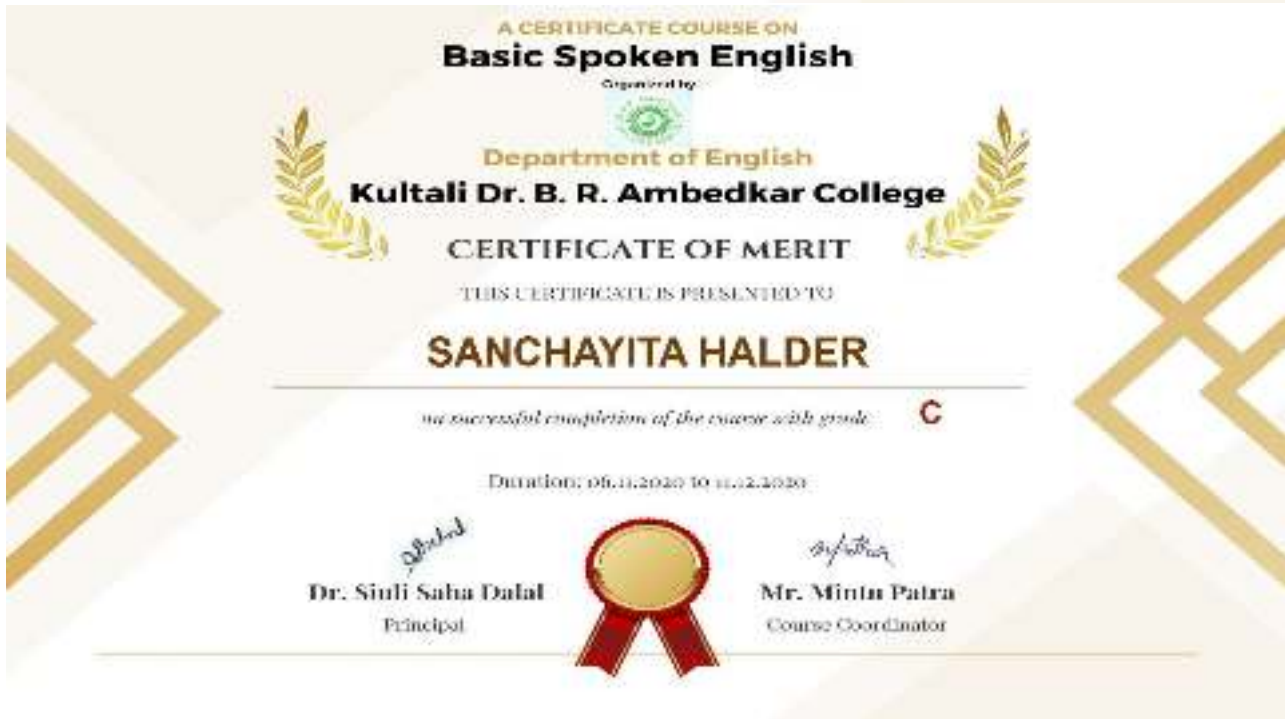 A CERTIFICATE COURSE ON
Basic Spoken English
Organized by
Department of English
Kultali Dr. B. R. Ambedkar College
CERTIFICATE OF MERIT
THIS CERTIFICATE IS PRESENTED TO
SANCHAYITA HALDER
on successful completion of the course with grade C
Duration: 06.11.2020 to 11.12.2020
Dr. Siuli Saha Dalal
Principal
Mr. Mintu Patra
Course Coordinator